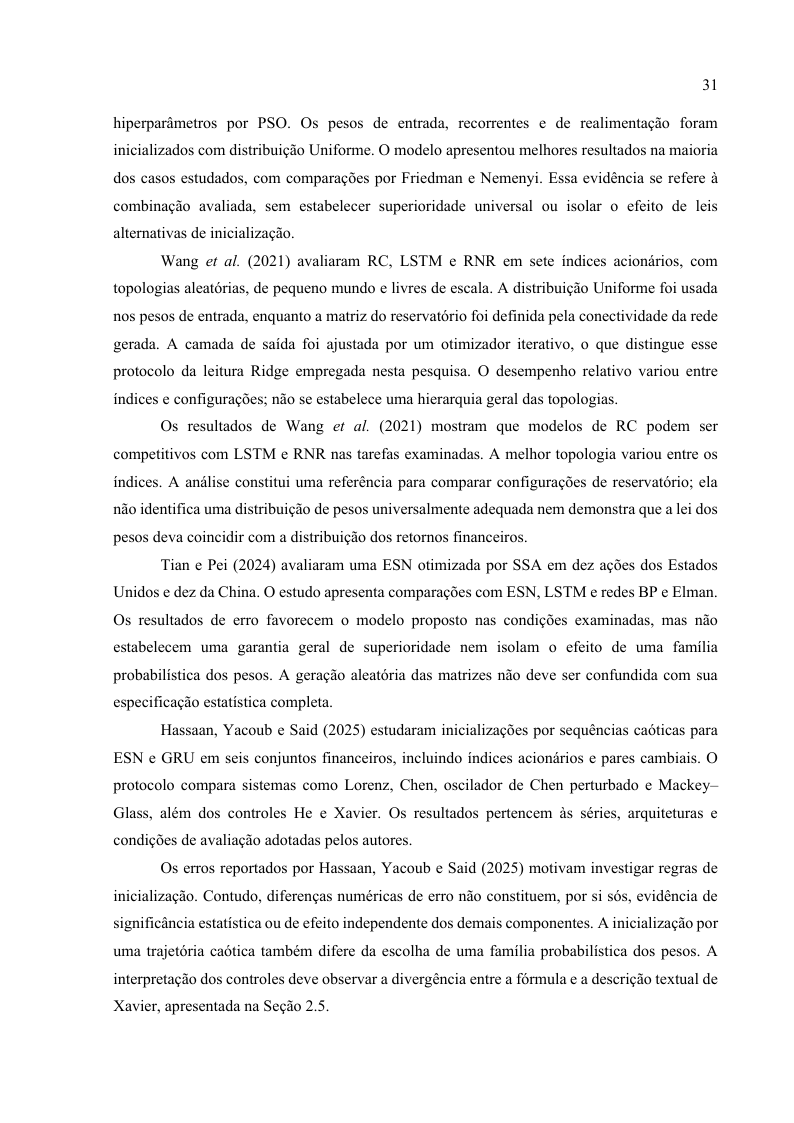 31
hiperparâmetros por PSO. Os pesos de entrada, recorrentes e de realimentação foram
inicializados com distribuição Uniforme. O modelo apresentou melhores resultados na maioria
dos casos estudados, com comparações por Friedman e Nemenyi. Essa evidência se refere à
combinação avaliada, sem estabelecer superioridade universal ou isolar o efeito de leis
alternativas de inicialização.
Wang et al. (2021) avaliaram RC, LSTM e RNR em sete índices acionários, com
topologias aleatórias, de pequeno mundo e livres de escala. A distribuição Uniforme foi usada
nos pesos de entrada, enquanto a matriz do reservatório foi definida pela conectividade da rede
gerada. A camada de saída foi ajustada por um otimizador iterativo, o que distingue esse
protocolo da leitura Ridge empregada nesta pesquisa. O desempenho relativo variou entre
índices e configurações; não se estabelece uma hierarquia geral das topologias.
Os resultados de Wang et al. (2021) mostram que modelos de RC podem ser
competitivos com LSTM e RNR nas tarefas examinadas. A melhor topologia variou entre os
índices. A análise constitui uma referência para comparar configurações de reservatório; ela
não identifica uma distribuição de pesos universalmente adequada nem demonstra que a lei dos
pesos deva coincidir com a distribuição dos retornos financeiros.
Tian e Pei (2024) avaliaram uma ESN otimizada por SSA em dez ações dos Estados
Unidos e dez da China. O estudo apresenta comparações com ESN, LSTM e redes BP e Elman.
Os resultados de erro favorecem o modelo proposto nas condições examinadas, mas não
estabelecem uma garantia geral de superioridade nem isolam o efeito de uma família
probabilística dos pesos. A geração aleatória das matrizes não deve ser confundida com sua
especificação estatística completa.
Hassaan, Yacoub e Said (2025) estudaram inicializações por sequências caóticas para
ESN e GRU em seis conjuntos financeiros, incluindo índices acionários e pares cambiais. O
protocolo compara sistemas como Lorenz, Chen, oscilador de Chen perturbado e Mackey–
Glass, além dos controles He e Xavier. Os resultados pertencem às séries, arquiteturas e
condições de avaliação adotadas pelos autores.
Os erros reportados por Hassaan, Yacoub e Said (2025) motivam investigar regras de
inicialização. Contudo, diferenças numéricas de erro não constituem, por si sós, evidência de
significância estatística ou de efeito independente dos demais componentes. A inicialização por
uma trajetória caótica também difere da escolha de uma família probabilística dos pesos. A
interpretação dos controles deve observar a divergência entre a fórmula e a descrição textual de
Xavier, apresentada na Seção 2.5.